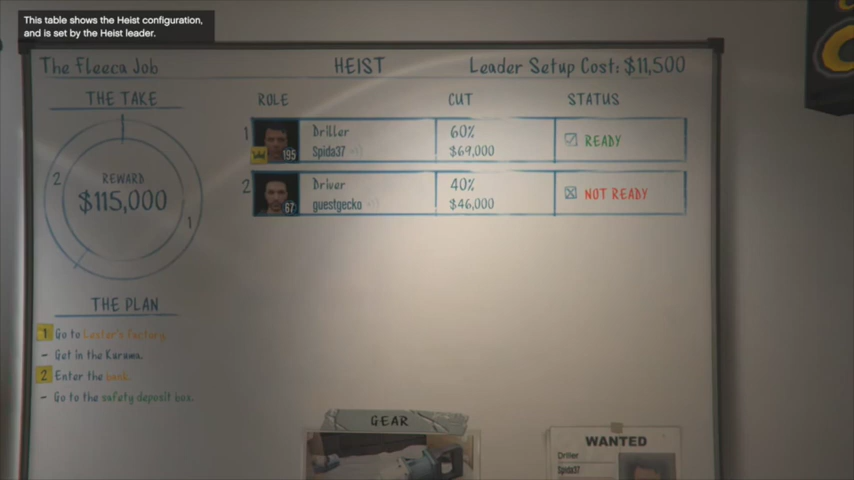 This table shows the Heist configuration,
and is set by the Heist leader.
The Fleeca Job
HEIST
Leader Setup Cost: $11,500
THE TAKE
REWARD
$115,000
2
1
ROLE
CUT
STATUS
1
Driller
60%
195
Spida37 +1)
$69,000
READY
2
Driver
40%
67
guestgecko +1)
$46,000
NOT READY
THE PLAN
1 Go to Lester's Factory.
- Get in the Kuruma.
2 Enter the bank.
- Go to the safety deposit box.
GEAR
WANTED
Driller
Spida37